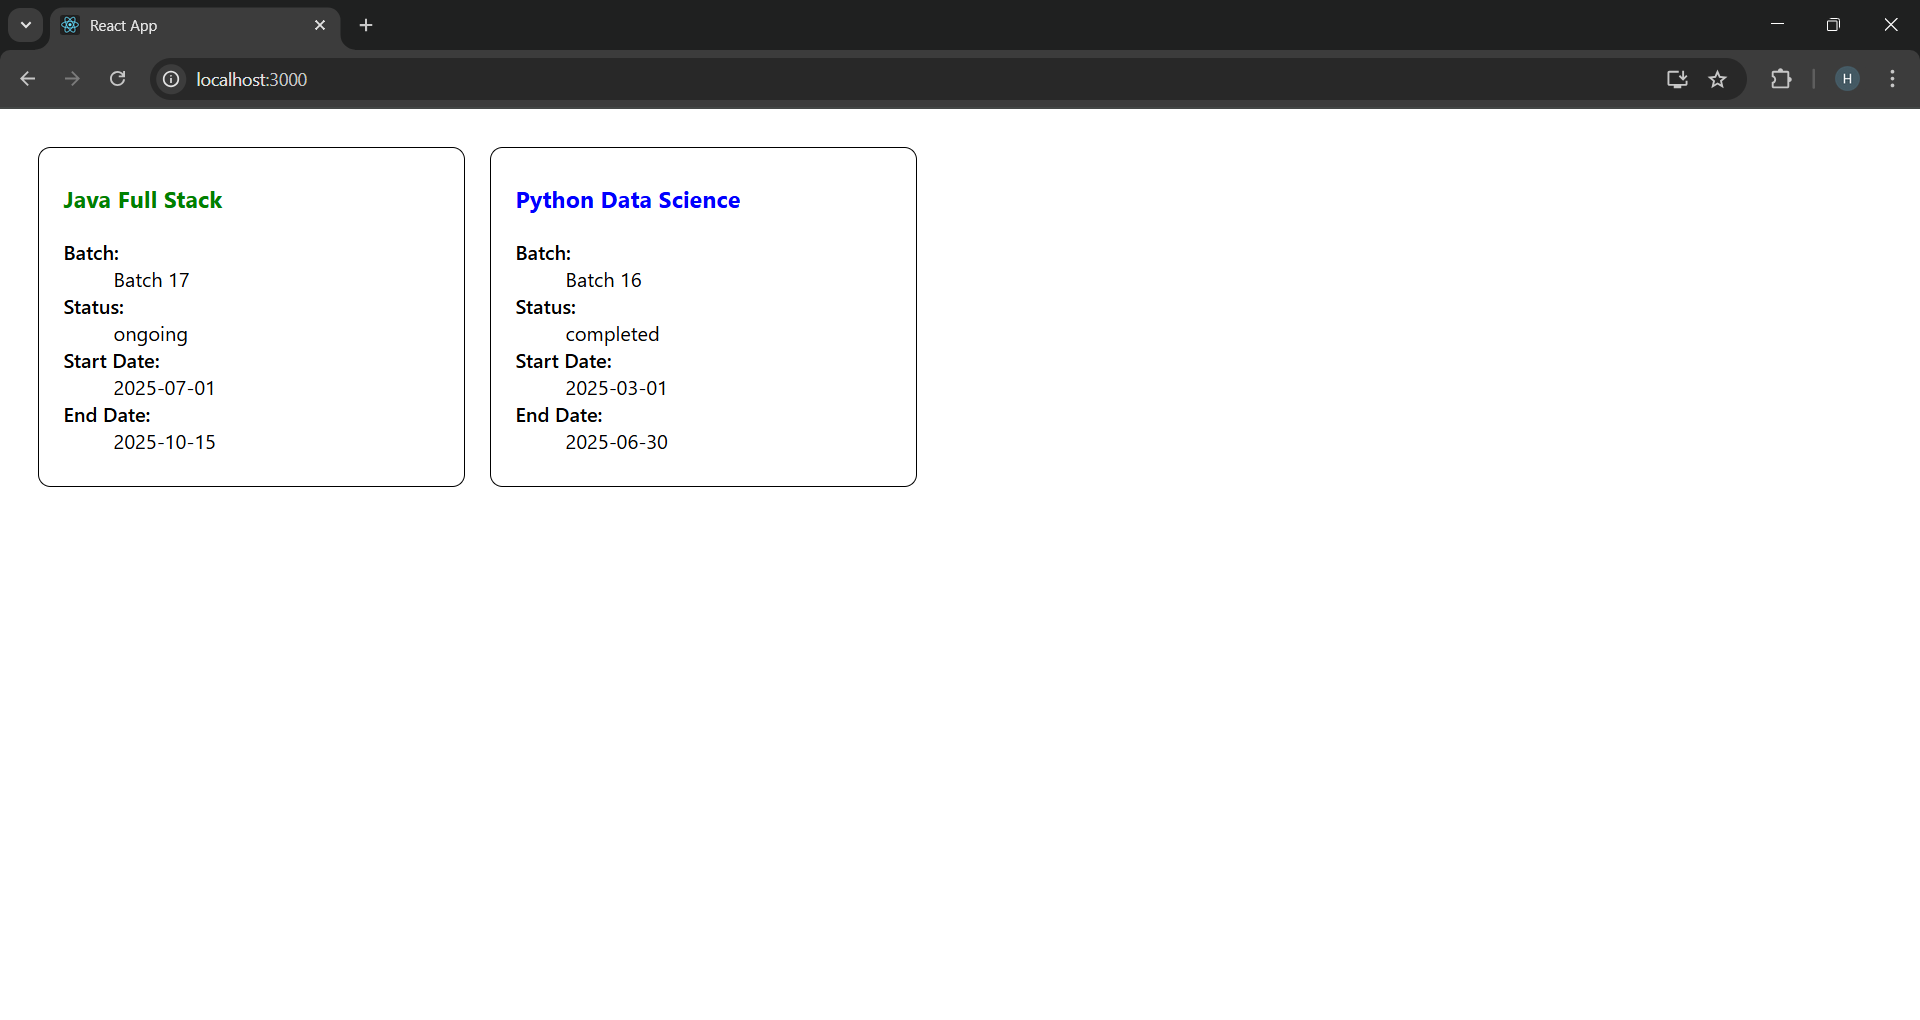 React App
localhost:3000
H
Java Full Stack
Batch:
Batch 17
Status:
ongoing
Start Date:
2025-07-01
End Date:
2025-10-15
Python Data Science
Batch:
Batch 16
Status:
completed
Start Date:
2025-03-01
End Date:
2025-06-30